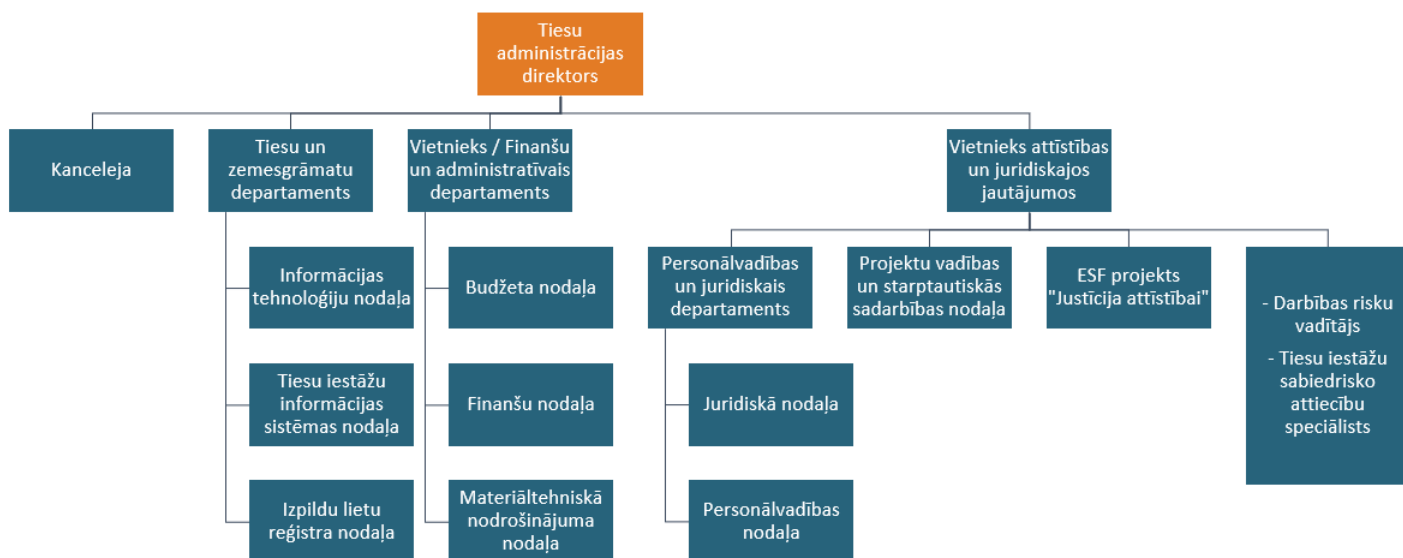 Tiesu
administrācijas
direktors
Kanceleja
Tiesu un
zemesgrāmatu
departaments
Vietnieks / Finanšu
un administratīvais
departaments
Vietnieks attīstības
un juridiskajos
jautājumos
Informācijas
tehnoloģiju nodaļa
Budžeta nodaļa
Personālvadības
un juridiskais
departaments
Projektu vadības
un starptautiskās
sadarbības nodaļa
ESF projekts
"Justīcija attīstībai"
- Darbības risku
vadītājs
- Tiesu iestāžu
sabiedrisko
attiecību
speciālists
Tiesu iestāžu
informācijas
sistēmas nodaļa
Finanšu nodaļa
Juridiskā nodaļa
Izpildu lietu
reģistra nodaļa
Materiāltehniskā
nodrošinājuma
nodaļa
Personālvadības
nodaļa